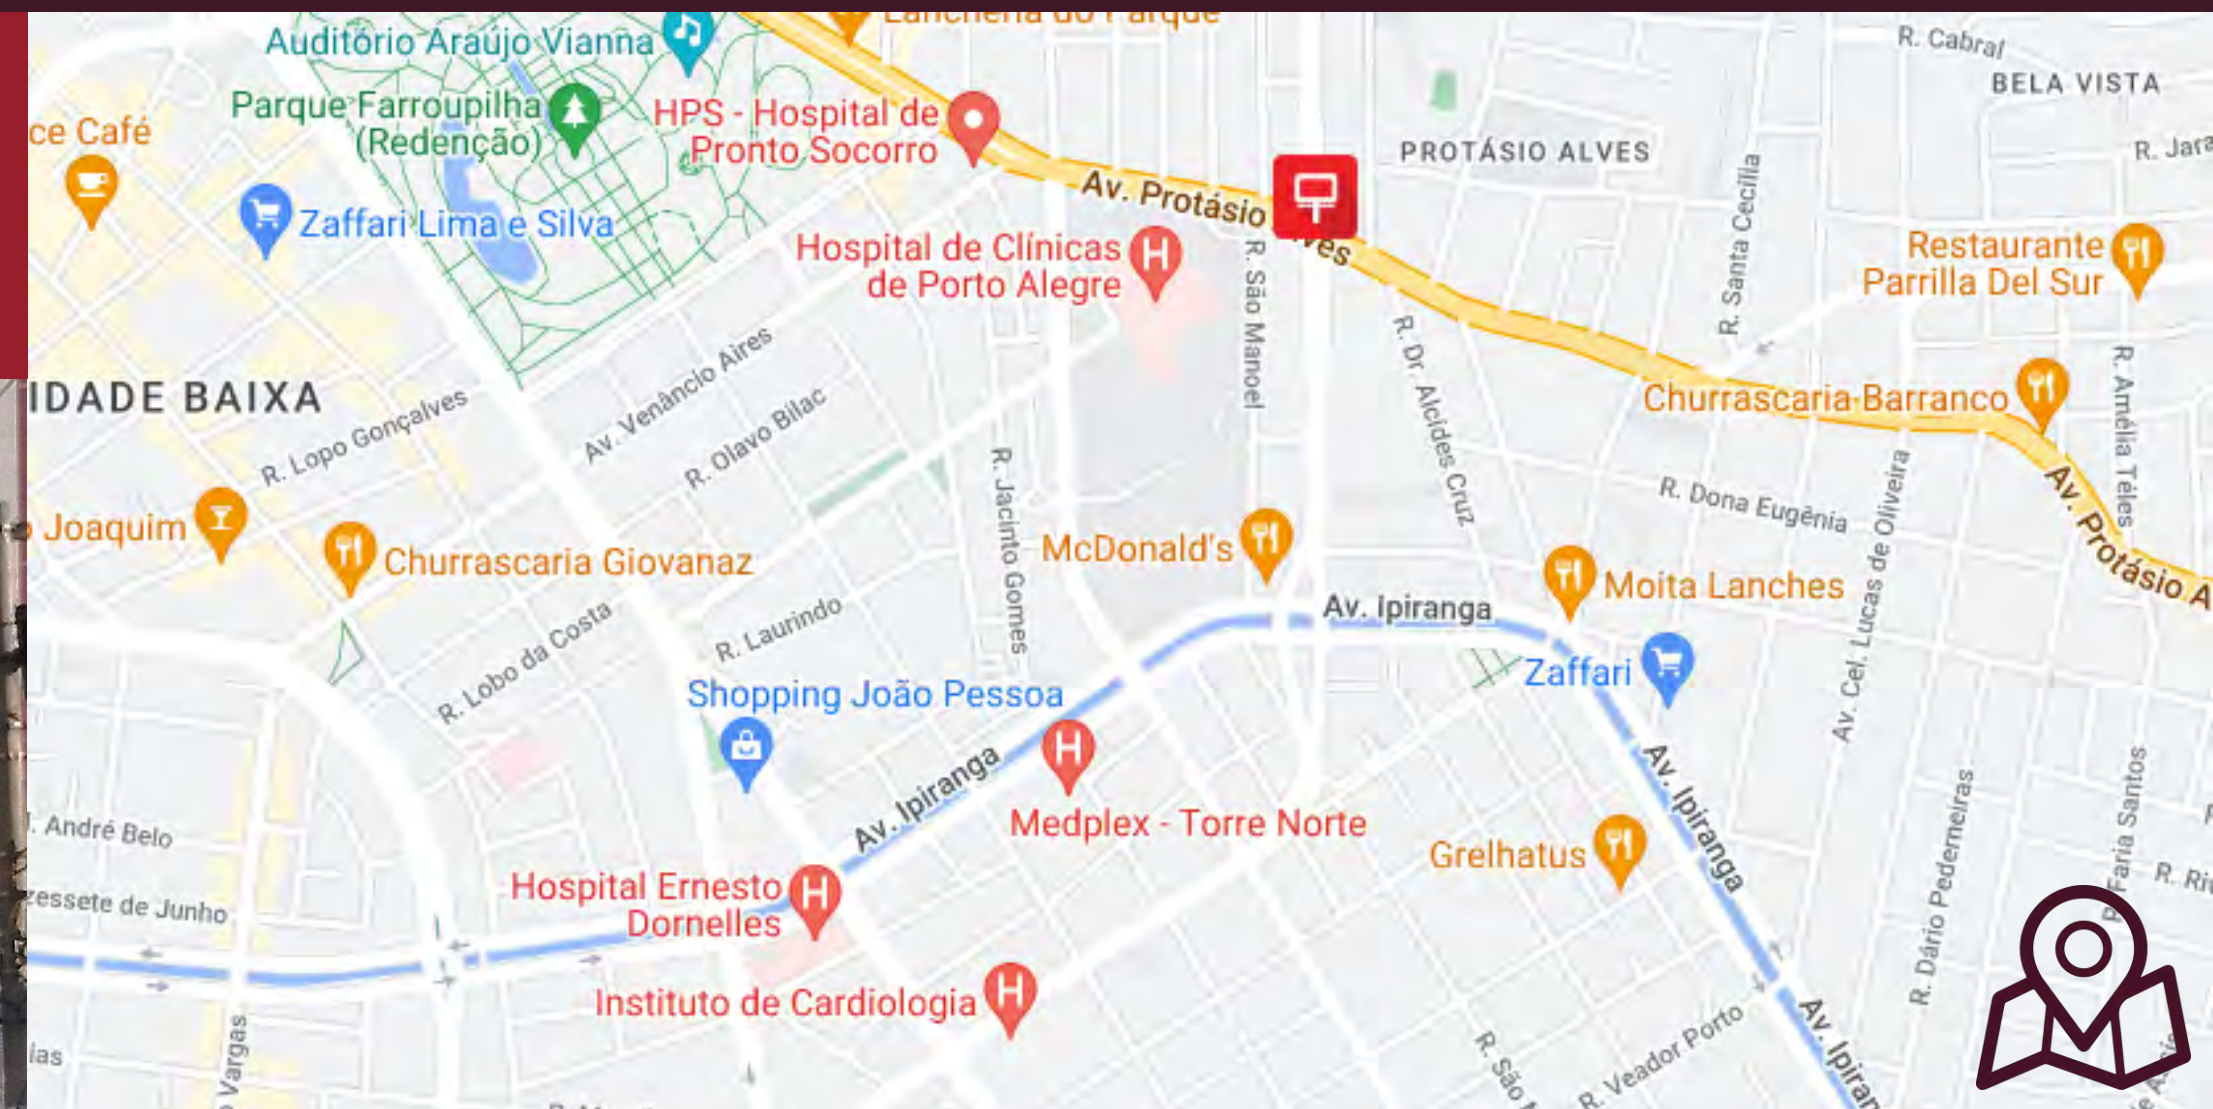 Lancheria do Parque
Auditório Araújo Vianna
R. Cabral
BELA VISTA
Parque Farroupilha
(Redenção)
HPS - Hospital de
Pronto Socorro
ce Café
PROTÁSIO ALVES
R. Jara
Zaffari Lima e Silva
Av. Protásio
ves
Hospital de Clínicas
de Porto Alegre
R. São Manoel
R. Santa Cecília
Restaurante
Parrilla Del Sur
IDADE BAIXA
R. Lopo Gonçalves
Av. Venâncio Aires
R. Olavo Bilac
R. Dr. Alcides Cruz
Churrascaria Barranco
R. Amélia Teles
R. Jacinto Gomes
R. Dona Eugênia
Av. Cel. Lucas de Oliveira
Av. Protásio A
Joaquim
Churrascaria Giovanaz
McDonald's
Moita Lanches
Av. Ipiranga
R. Lobo da Costa
R. Laurindo
Zaffari
Shopping João Pessoa
Av. Ipiranga
Av. Ipiranga
Medplex - Torre Norte
Grelhatus
R. Dário Pederneiras
R. Faria Santos
R. Riv
. André Belo
zessete de Junho
Hospital Ernesto
Dornelles
Instituto de Cardiologia
ias
Vargas
R. São
R. Veador Porto
Av. Ipiran